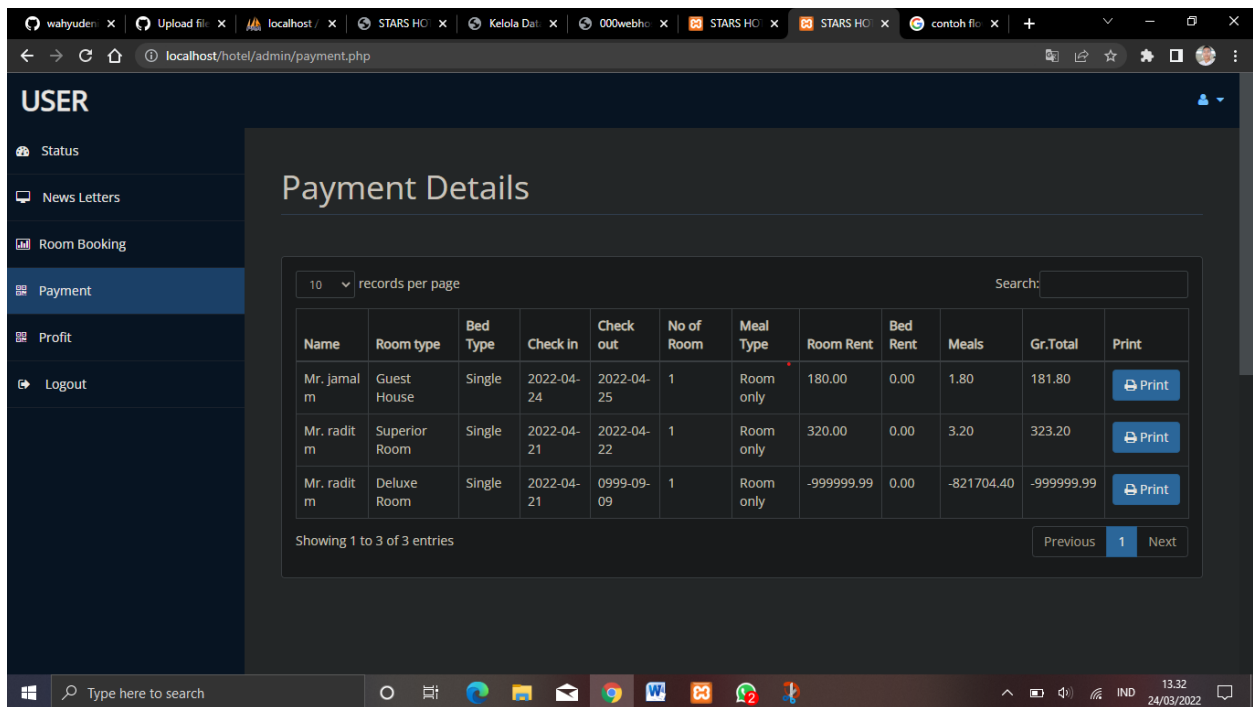 wahyuden
Upload file
localhost /
STARS HOT
Kelola Dat
000webho
STARS HOT
STARS HOT
contoh flo
localhost/hotel/admin/payment.php
USER
Status
News Letters
Room Booking
Payment
Profit
Logout
Payment Details
10 records per page
Search:
Name Room type Bed Type Check in Check out No of Room Meal Type Room Rent Bed Rent Meals Gr.Total Print
Mr. jamal m Guest House Single 2022-04-24 2022-04-25 1 Room only 180.00 0.00 1.80 181.80 Print
Mr. radit m Superior Room Single 2022-04-21 2022-04-22 1 Room only 320.00 0.00 3.20 323.20 Print
Mr. radit m Deluxe Room Single 2022-04-21 0999-09-09 1 Room only -999999.99 0.00 -821704.40 -999999.99 Print
Showing 1 to 3 of 3 entries
Previous 1 Next
Type here to search
2
IND
13.32
24/03/2022